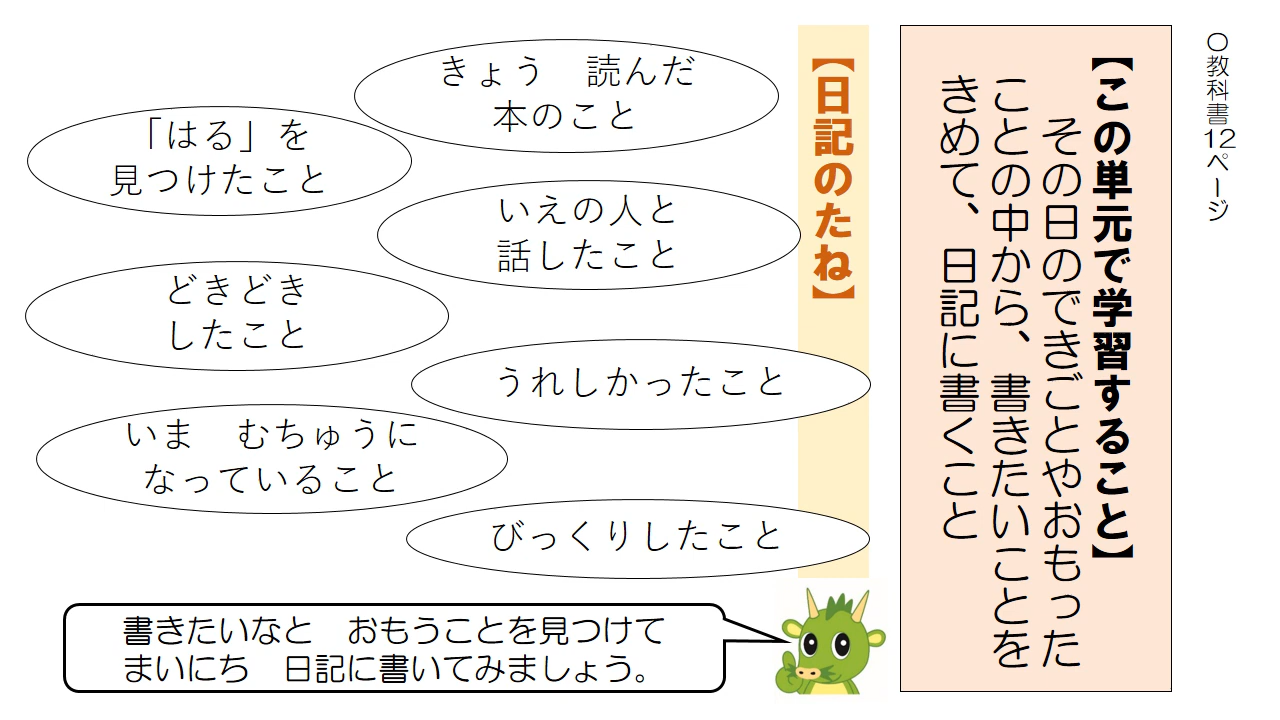 ○教科書12ページ
【この単元で学習すること】
その日のできごとやおもった
ことの中から、書きたいことを
きめて、日記に書くこと
【日記のたね】
きょう　読んだ
本のこと
「はる」を
見つけたこと
いえの人と
話したこと
どきどき
したこと
うれしかったこと
いま　むちゅうに
なっていること
びっくりしたこと
書きたいなと　おもうことを見つけて
まいにち　日記に書いてみましょう。